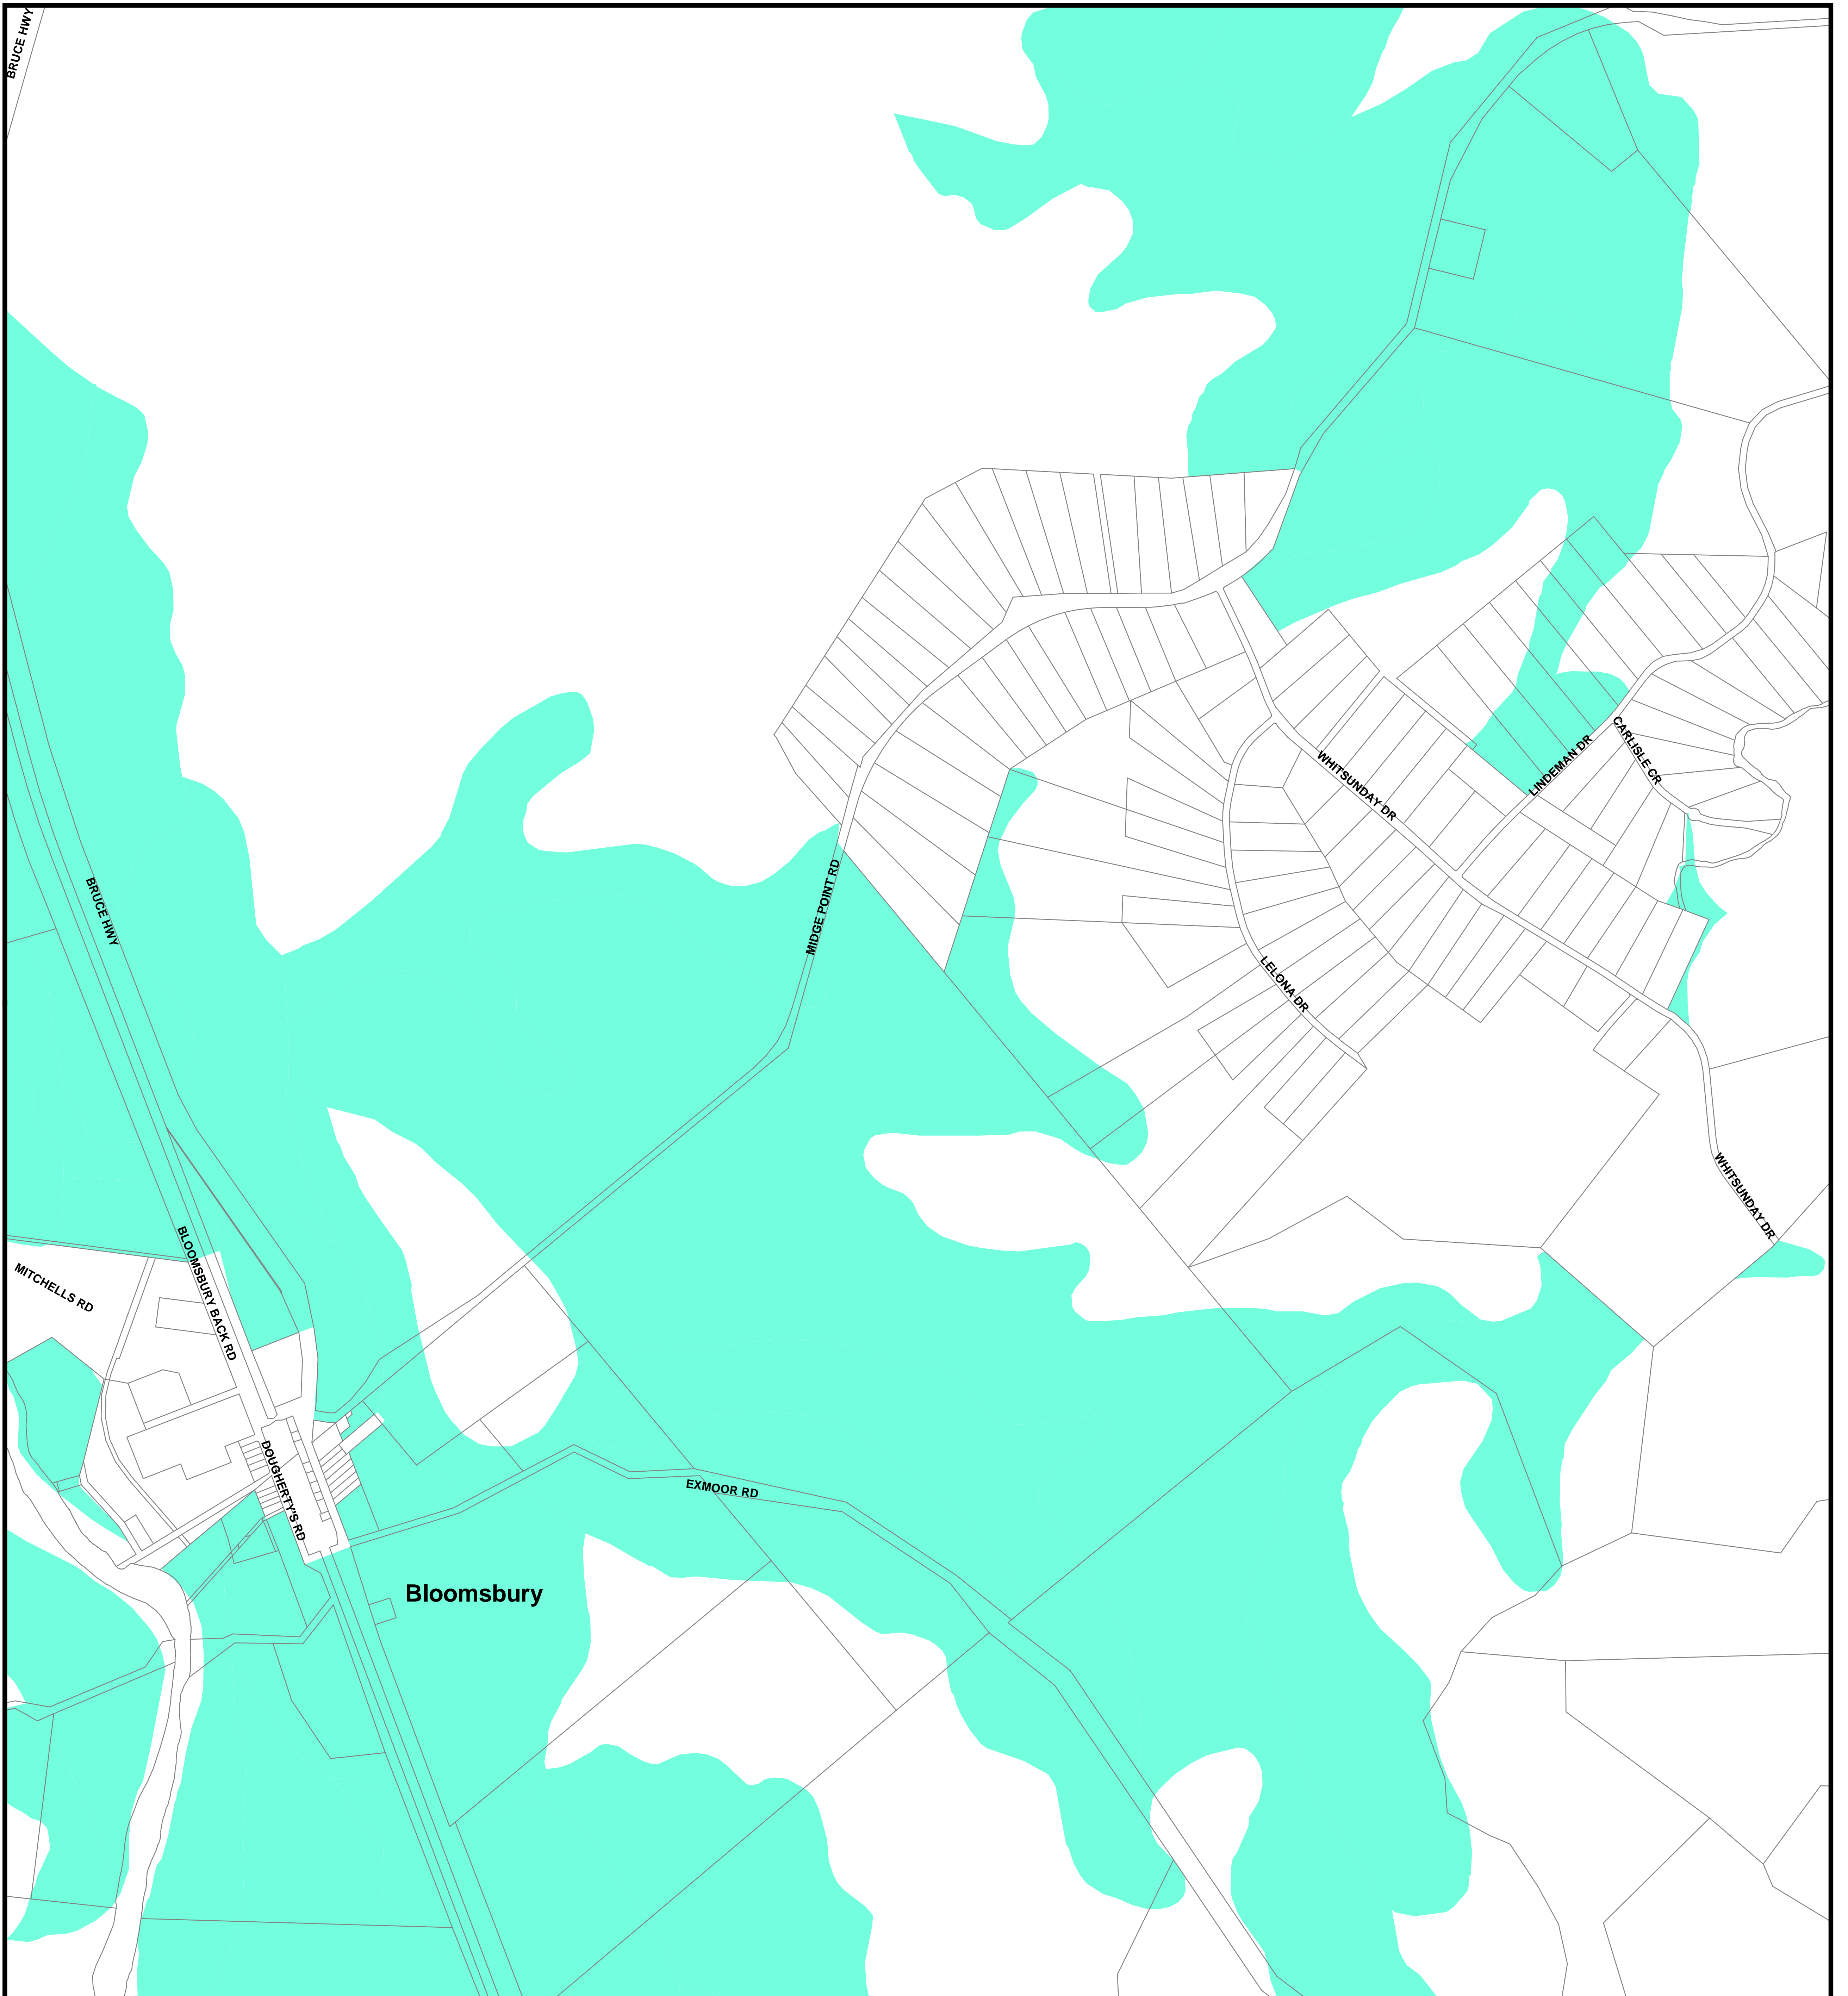 BRUCE HWY
WHITSUNDAY DR
LINDEMAN DR
CARLISLE CR
BRUCE HWY
MIDGE POINT RD
LELONA DR
WHITSUNDAY DR
BLOOMSBURY BACK RD
MITCHELLS RD
DOUGHERTY'S RD
EXMOOR RD
Bloomsbury